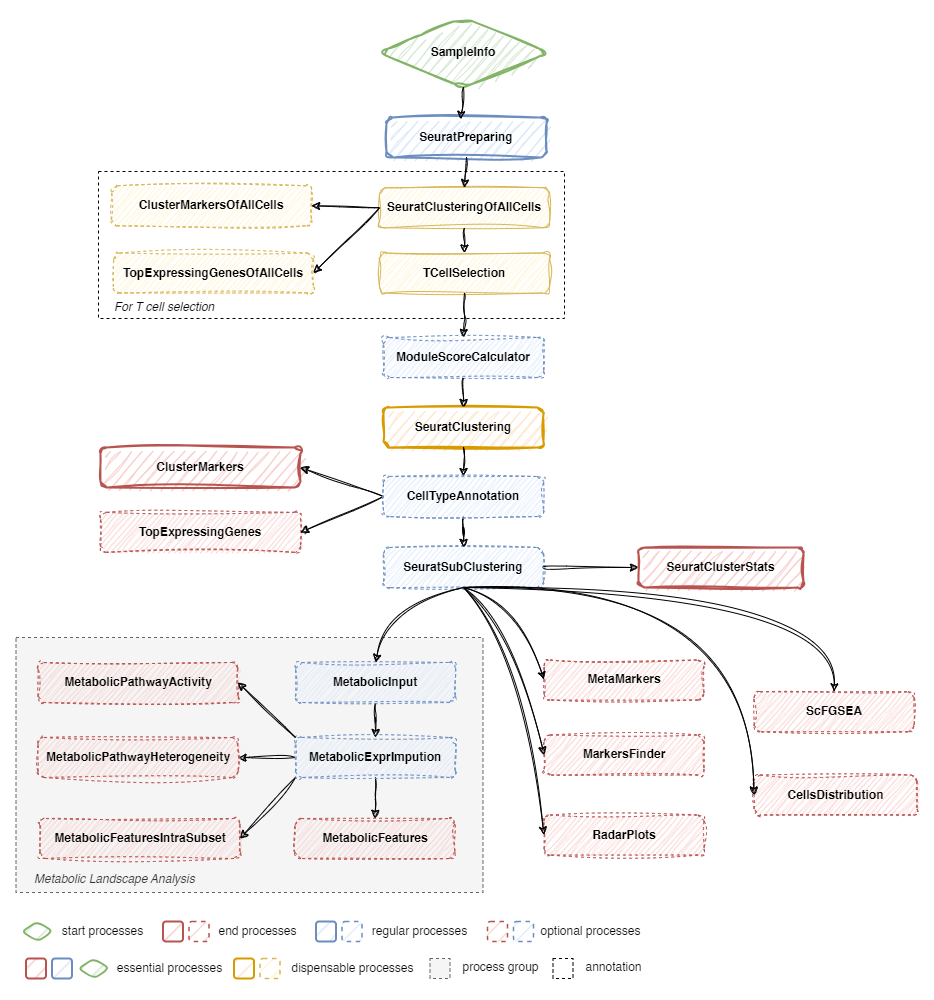 SampleInfo
SeuratPreparing
ClusterMarkersOfAllCells
SeuratClusteringOfAllCells
TopExpressingGenesOfAllCells
TCellSelection
For T cell selection
ModuleScoreCalculator
SeuratClustering
ClusterMarkers
CellTypeAnnotation
TopExpressingGenes
SeuratSubClustering
SeuratClusterStats
MetabolicPathwayActivity
MetabolicInput
MetaMarkers
ScFGSEA
MetabolicPathwayHeterogeneity
MetabolicExprImpution
MarkersFinder
CellsDistribution
MetabolicFeaturesIntraSubset
MetabolicFeatures
RadarPlots
Metabolic Landscape Analysis
start processes
end processes
regular processes
optional processes
essential processes
dispensable processes
process group
annotation